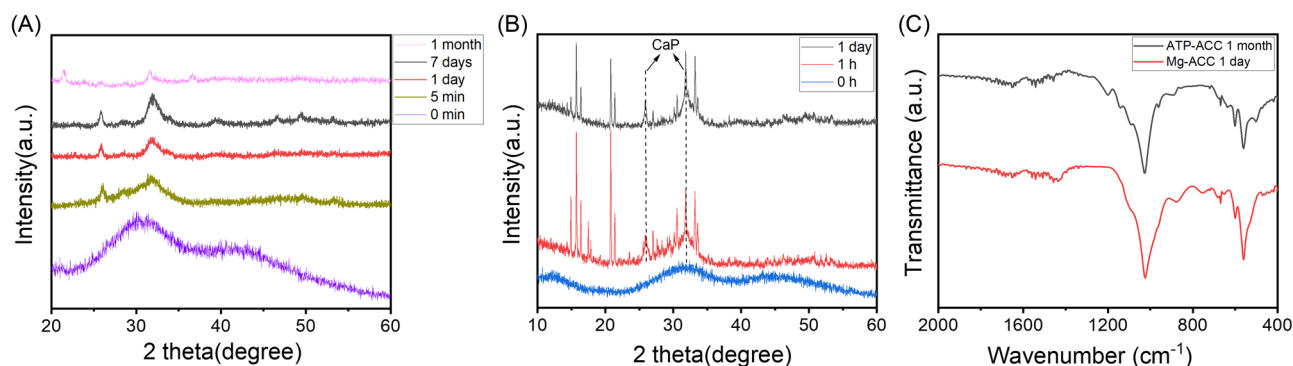 (A)
1 month
7 days
1 day
5 min
0 min
Intensity(a.u.)
20 30 40 50 60
2 theta(degree)
(B)
CaP
1 day
1 h
0 h
Intensity(a.u.)
10 20 30 40 50 60
2 theta(degree)
(C)
ATP-ACC 1 month
Mg-ACC 1 day
Transmittance (a.u.)
2000 1600 1200 800 400
Wavenumber (cm⁻¹)